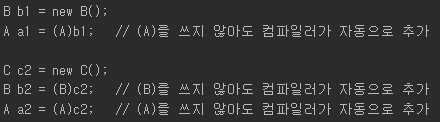 B b1 = new B();
A a1 = (A)b1;  // (A)를 쓰지 않아도 컴파일러가 자동으로 추가
C c2 = new C();
B b2 = (B)c2;  // (B)를 쓰지 않아도 컴파일러가 자동으로 추가
A a2 = (A)c2;  // (A)를 쓰지 않아도 컴파일러가 자동으로 추가